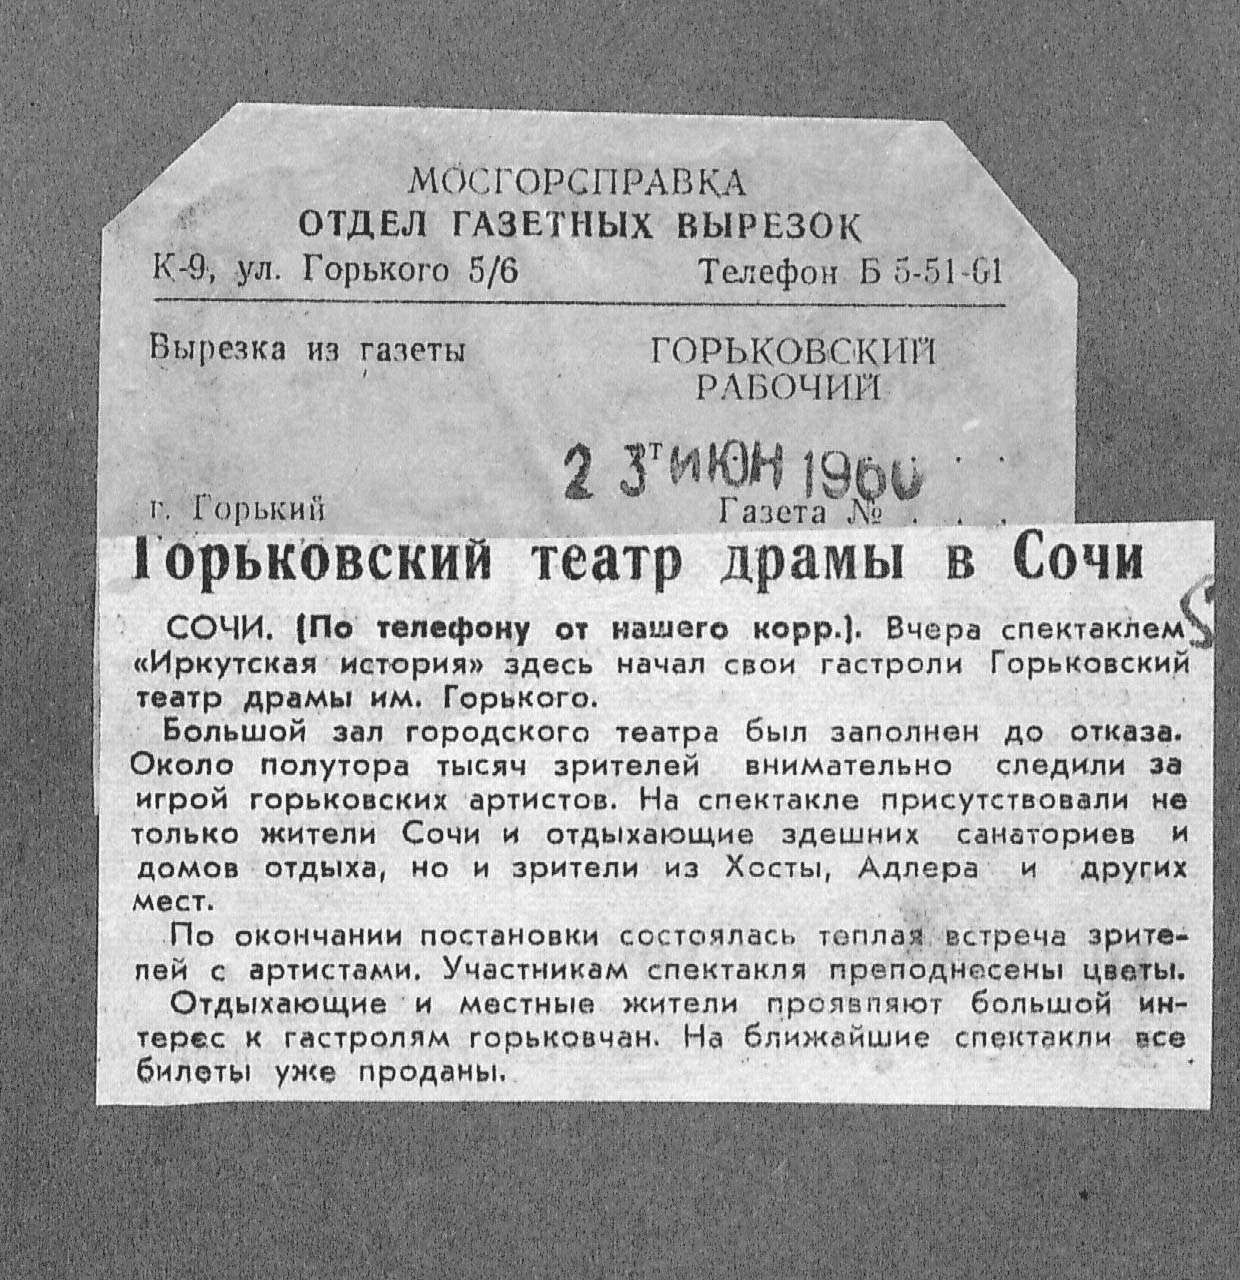 МОСГОРСПРАВКА
ОТДЕЛ ГАЗЕТНЫХ ВЫРЕЗОК
К-9, ул. Горького 5/6 Телефон Б 5-51-61
Вырезка из газеты ГОРЬКОВСКИЙ
РАБОЧИЙ
2 3 ИЮН 1960
г. Горький Газета № . . .
Горьковский театр драмы в Сочи
СОЧИ. (По телефону от нашего корр.). Вчера спектаклем
«Иркутская история» здесь начал свои гастроли Горьковский
театр драмы им. Горького.
Большой зал городского театра был заполнен до отказа.
Около полутора тысяч зрителей внимательно следили за
игрой горьковских артистов. На спектакле присутствовали не
только жители Сочи и отдыхающие здешних санаториев и
домов отдыха, но и зрители из Хосты, Адлера и других
мест.
По окончании постановки состоялась теплая встреча зрите-
лей с артистами. Участникам спектакля преподнесены цветы.
Отдыхающие и местные жители проявляют большой ин-
терес к гастролям горьковчан. На ближайшие спектакли все
билеты уже проданы.